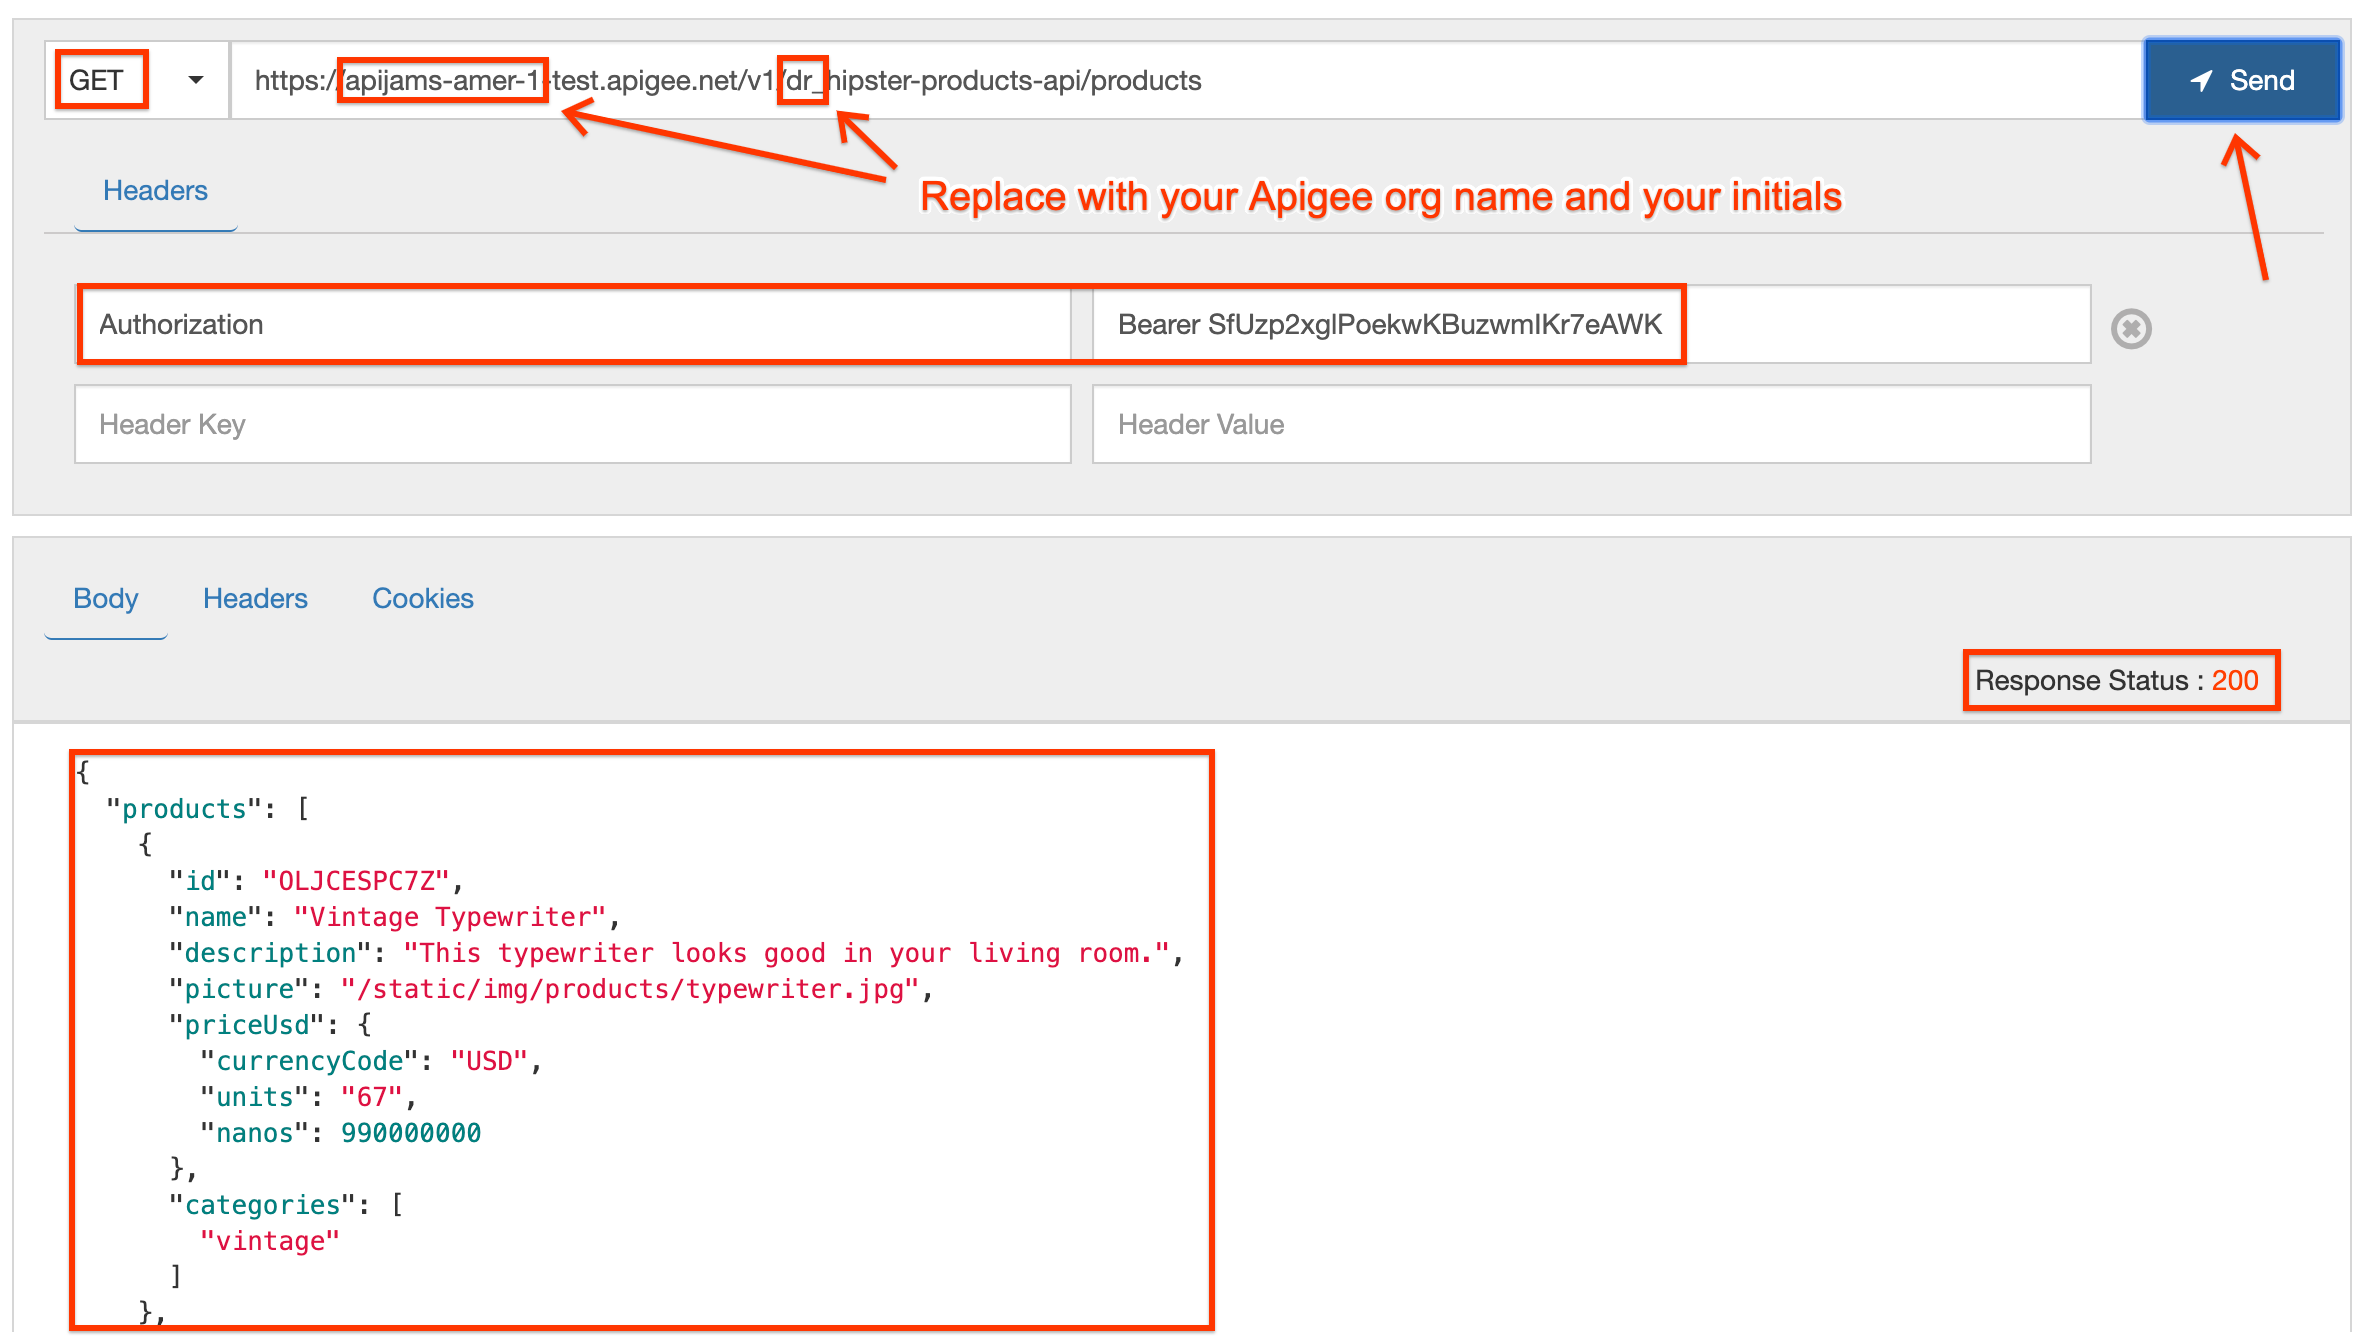 GET
https://apijams-amer-1-test.apigee.net/v1/dr_hipster-products-api/products
Send
Headers
Replace with your Apigee org name and your initials
Authorization
Bearer SfUzp2xglPoekwKBuzwmlKr7eAWK
Header Key
Header Value
Body
Headers
Cookies
Response Status : 200
{
"products": [
{
"id": "OLJCESPC7Z",
"name": "Vintage Typewriter",
"description": "This typewriter looks good in your living room.",
"picture": "/static/img/products/typewriter.jpg",
"priceUsd": {
"currencyCode": "USD",
"units": "67",
"nanos": 990000000
},
"categories": [
"vintage"
]
},